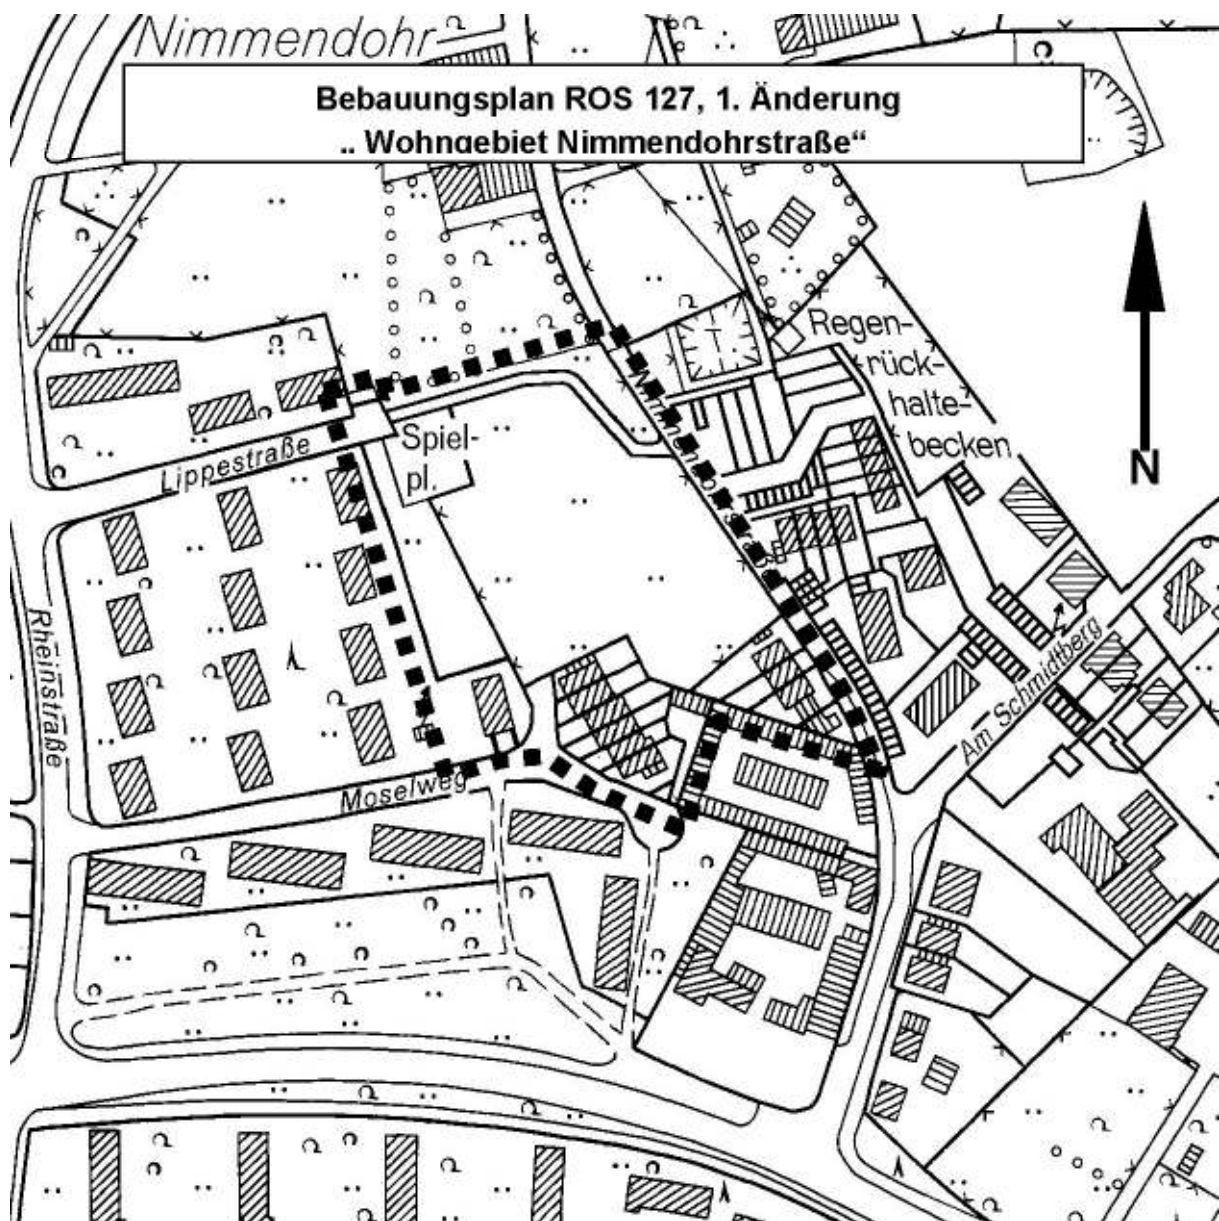 Nimmendohr
Bebauungsplan ROS 127, 1. Änderung
„ Wohngebiet Nimmendohrstraße“
Regen-
rück-
halte-
becken
N
Spiel-
pl.
Lippestraße
Rheinstraße
Moselweg
Am Schmidtberg